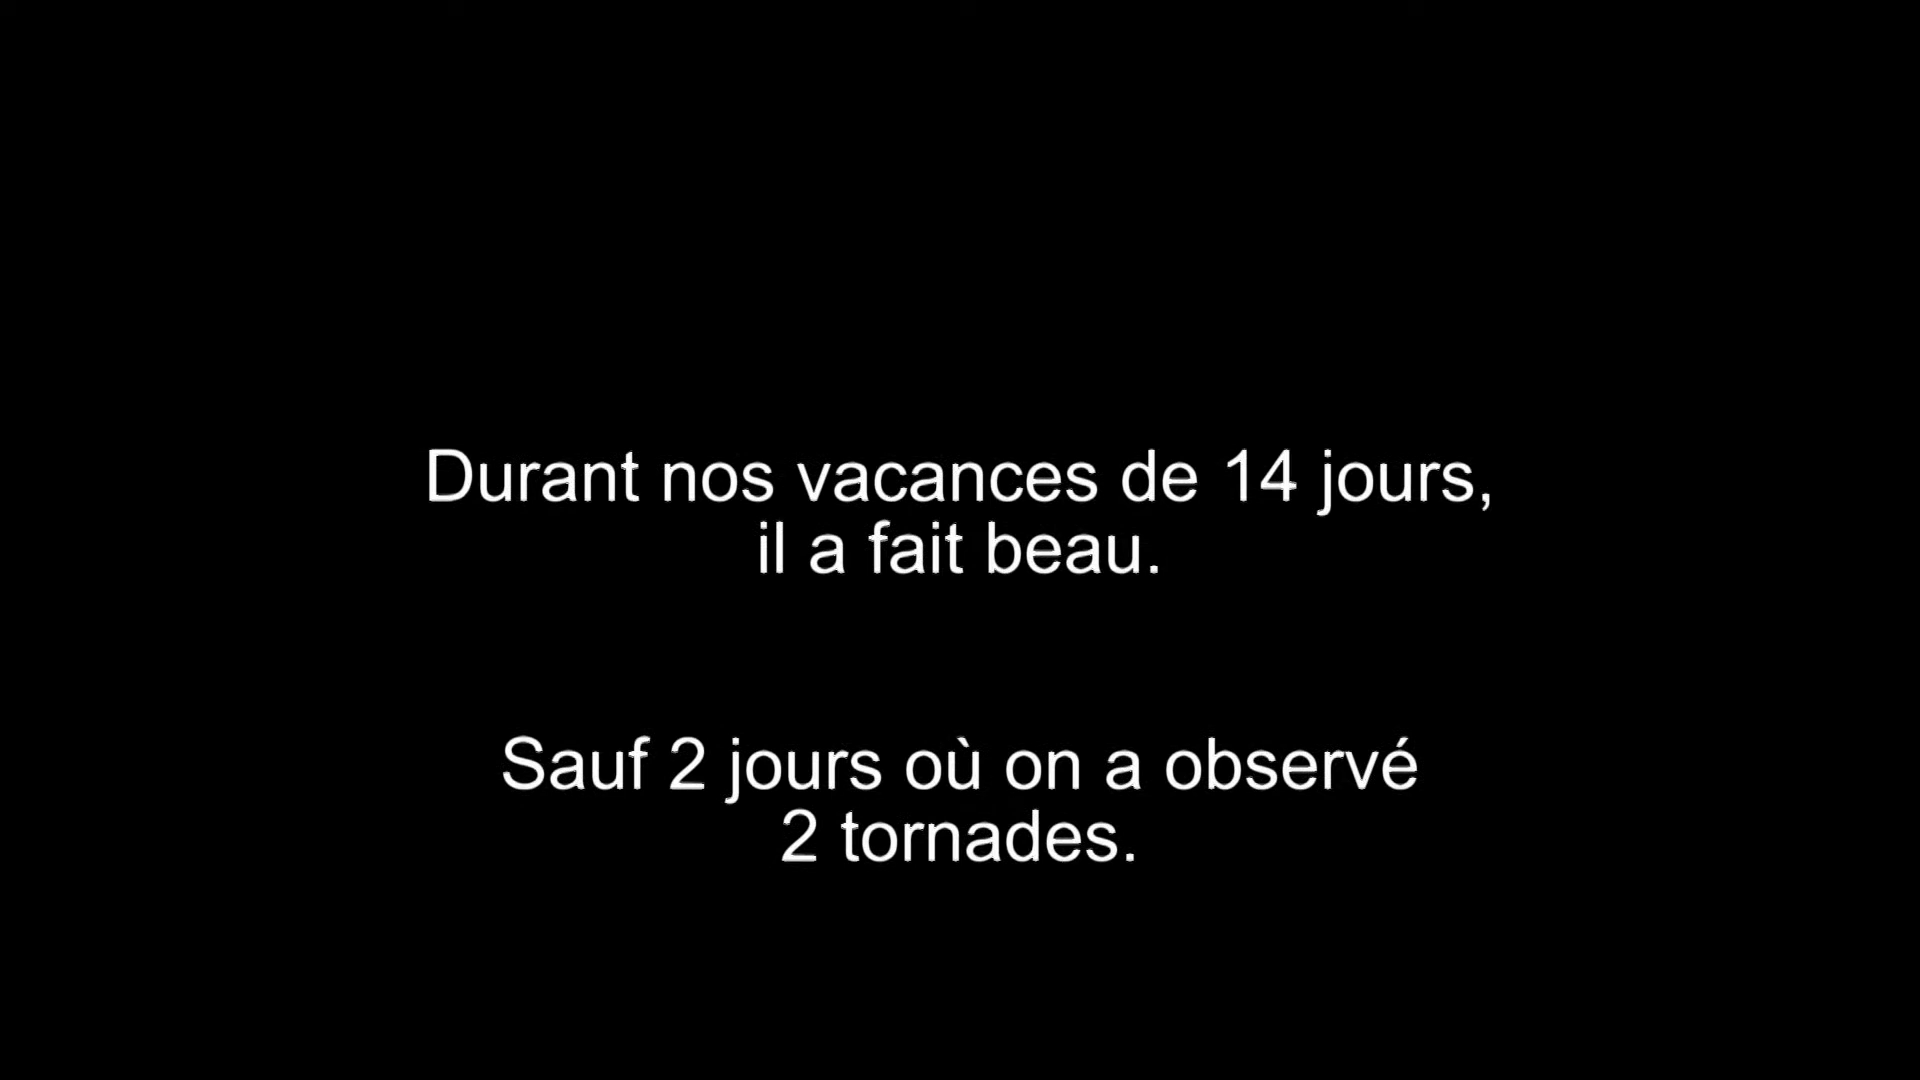 Durant nos vacances de 14 jours,
il a fait beau.
Sauf 2 jours où on a observé
2 tornades.